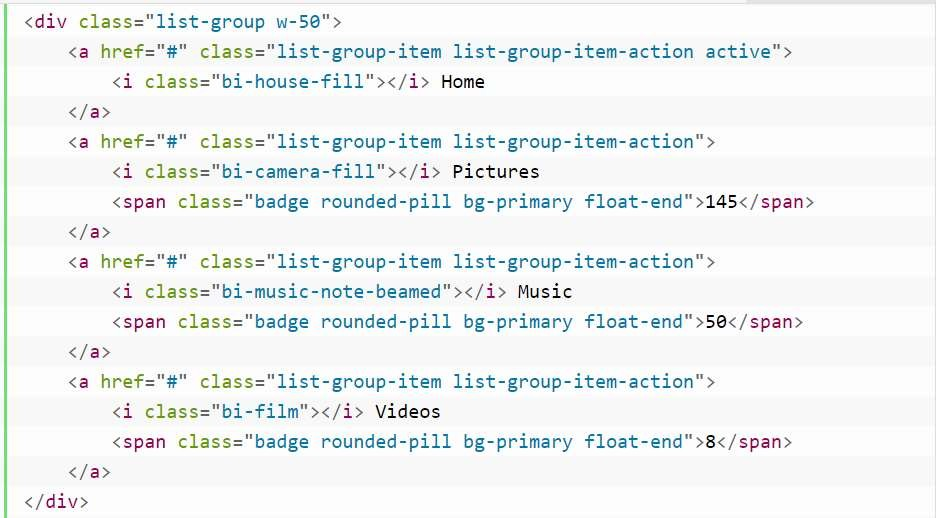 <div class="list-group w-50">
    <a href="#" class="list-group-item list-group-item-action active">
        <i class="bi-house-fill"></i> Home
    </a>
    <a href="#" class="list-group-item list-group-item-action">
        <i class="bi-camera-fill"></i> Pictures
        <span class="badge rounded-pill bg-primary float-end">145</span>
    </a>
    <a href="#" class="list-group-item list-group-item-action">
        <i class="bi-music-note-beamed"></i> Music
        <span class="badge rounded-pill bg-primary float-end">50</span>
    </a>
    <a href="#" class="list-group-item list-group-item-action">
        <i class="bi-film"></i> Videos
        <span class="badge rounded-pill bg-primary float-end">8</span>
    </a>
</div>